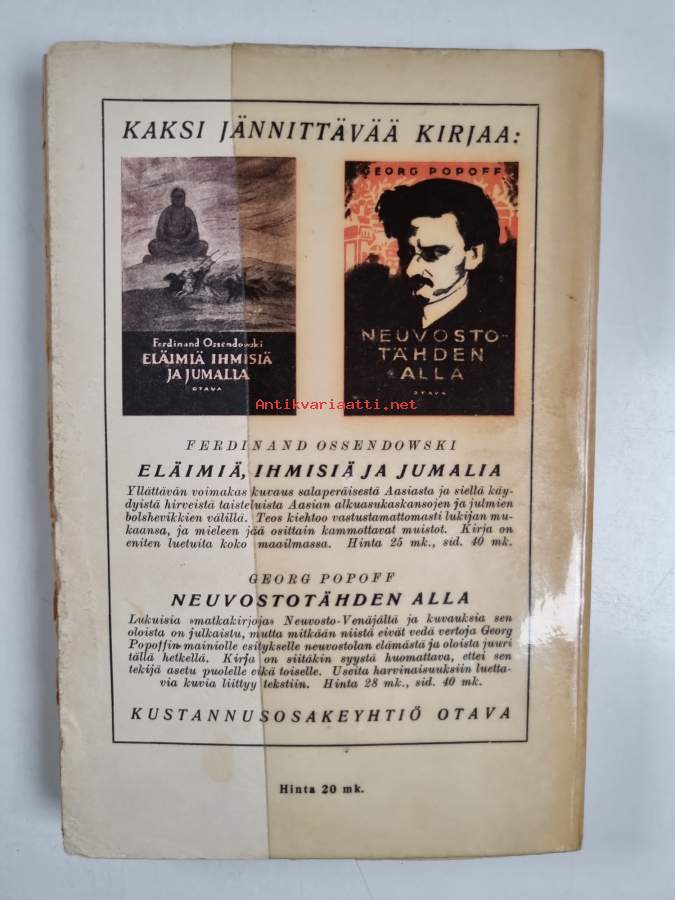 KAKSI JÄNNITTÄVÄÄ KIRJAA:
Ferdinand Ossendowski
ELÄIMIÄ IHMISIÄ
JA JUMALIA
OTAVA
GEORG POPOFF
NEUVOSTO-
TÄHDEN
ALLA
OTAVA
Antikvariaatti.net
FERDINAND OSSENDOWSKI
ELÄIMIÄ, IHMISIÄ JA JUMALIA
Yllättävän voimakas kuvaus salaperäisestä Aasiasta ja siellä käy-
dyistä hirveistä taisteluista Aasian alkuasukaskansojen ja julmien
bolshevikkien välillä. Teos kiehtoo vastustamattomasti lukijan mu-
kaansa, ja mieleen jää osittain kammottavat muistot. Kirja on
eniten luetuita koko maailmassa. Hinta 25 mk., sid. 40 mk.
GEORG POPOFF
NEUVOSTOTÄHDEN ALLA
Lukuisia »matkakirjoja» Neuvosto-Venäjältä ja kuvauksia sen
oloista on julkaistu, mutta mitkään niistä eivät vedä vertoja Georg
Popoffin mainiolle esitykselle neuvostolan elämästä ja oloista juuri
tällä hetkellä. Kirja on siitäkin syystä huomattava, ettei sen
tekijä asetu puolelle eikä toiselle. Useita harvinaisuuksiin luetta-
via kuvia liittyy tekstiin. Hinta 28 mk., sid. 40 mk.
KUSTANNUSOSAKEYHTIÖ OTAVA
Hinta 20 mk.